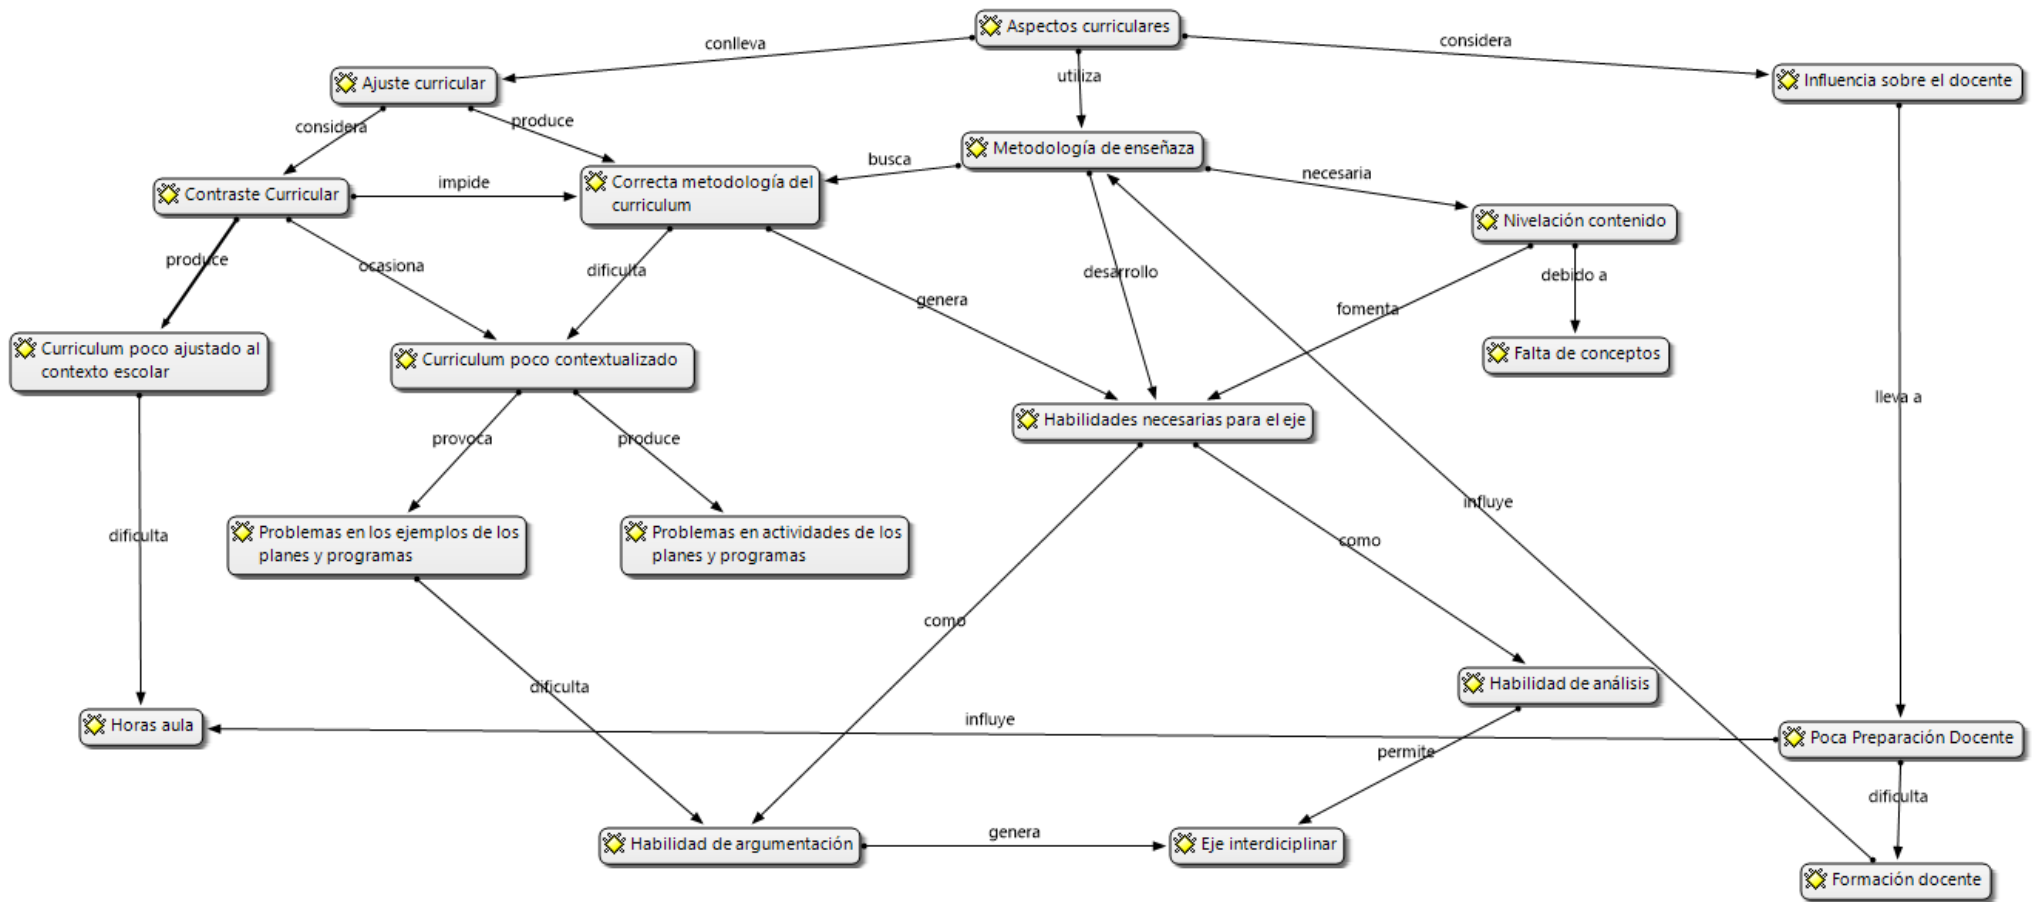 Aspectos curriculares
conlleva
considera
utiliza
Ajuste curricular
Influencia sobre el docente
considera
produce
Metodología de enseñaza
busca
necesaria
Correcta metodología del
curriculum
Contraste Curricular
impide
Nivelación contenido
produce
ocasiona
dificulta
desarrollo
debido a
genera
fomenta
Curriculum poco ajustado al
contexto escolar
Curriculum poco contextualizado
Falta de conceptos
lleva a
Habilidades necesarias para el eje
provoca
produce
influye
Problemas en los ejemplos de los
planes y programas
Problemas en actividades de los
planes y programas
dificulta
como
como
dificulta
Habilidad de análisis
Horas aula
influye
Poca Preparación Docente
permite
dificulta
Habilidad de argumentación
genera
Eje interdiciplinar
Formación docente